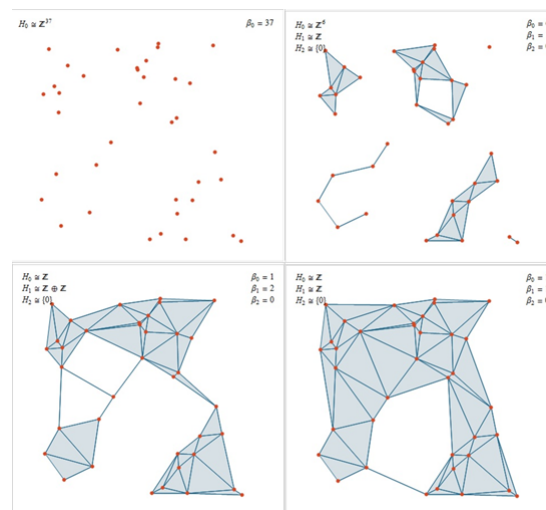 H₀ ≅ Z³⁷
β₀ = 37
H₀ ≅ Z⁶
H₁ ≅ Z
H₂ ≅ {0}
β₀ =
β₁ =
β₂ =
H₀ ≅ Z
H₁ ≅ Z ⊕ Z
H₂ ≅ {0}
β₀ = 1
β₁ = 2
β₂ = 0
H₀ ≅ Z
H₁ ≅ Z
H₂ ≅ {0}
β₀ =
β₁ =
β₂ =